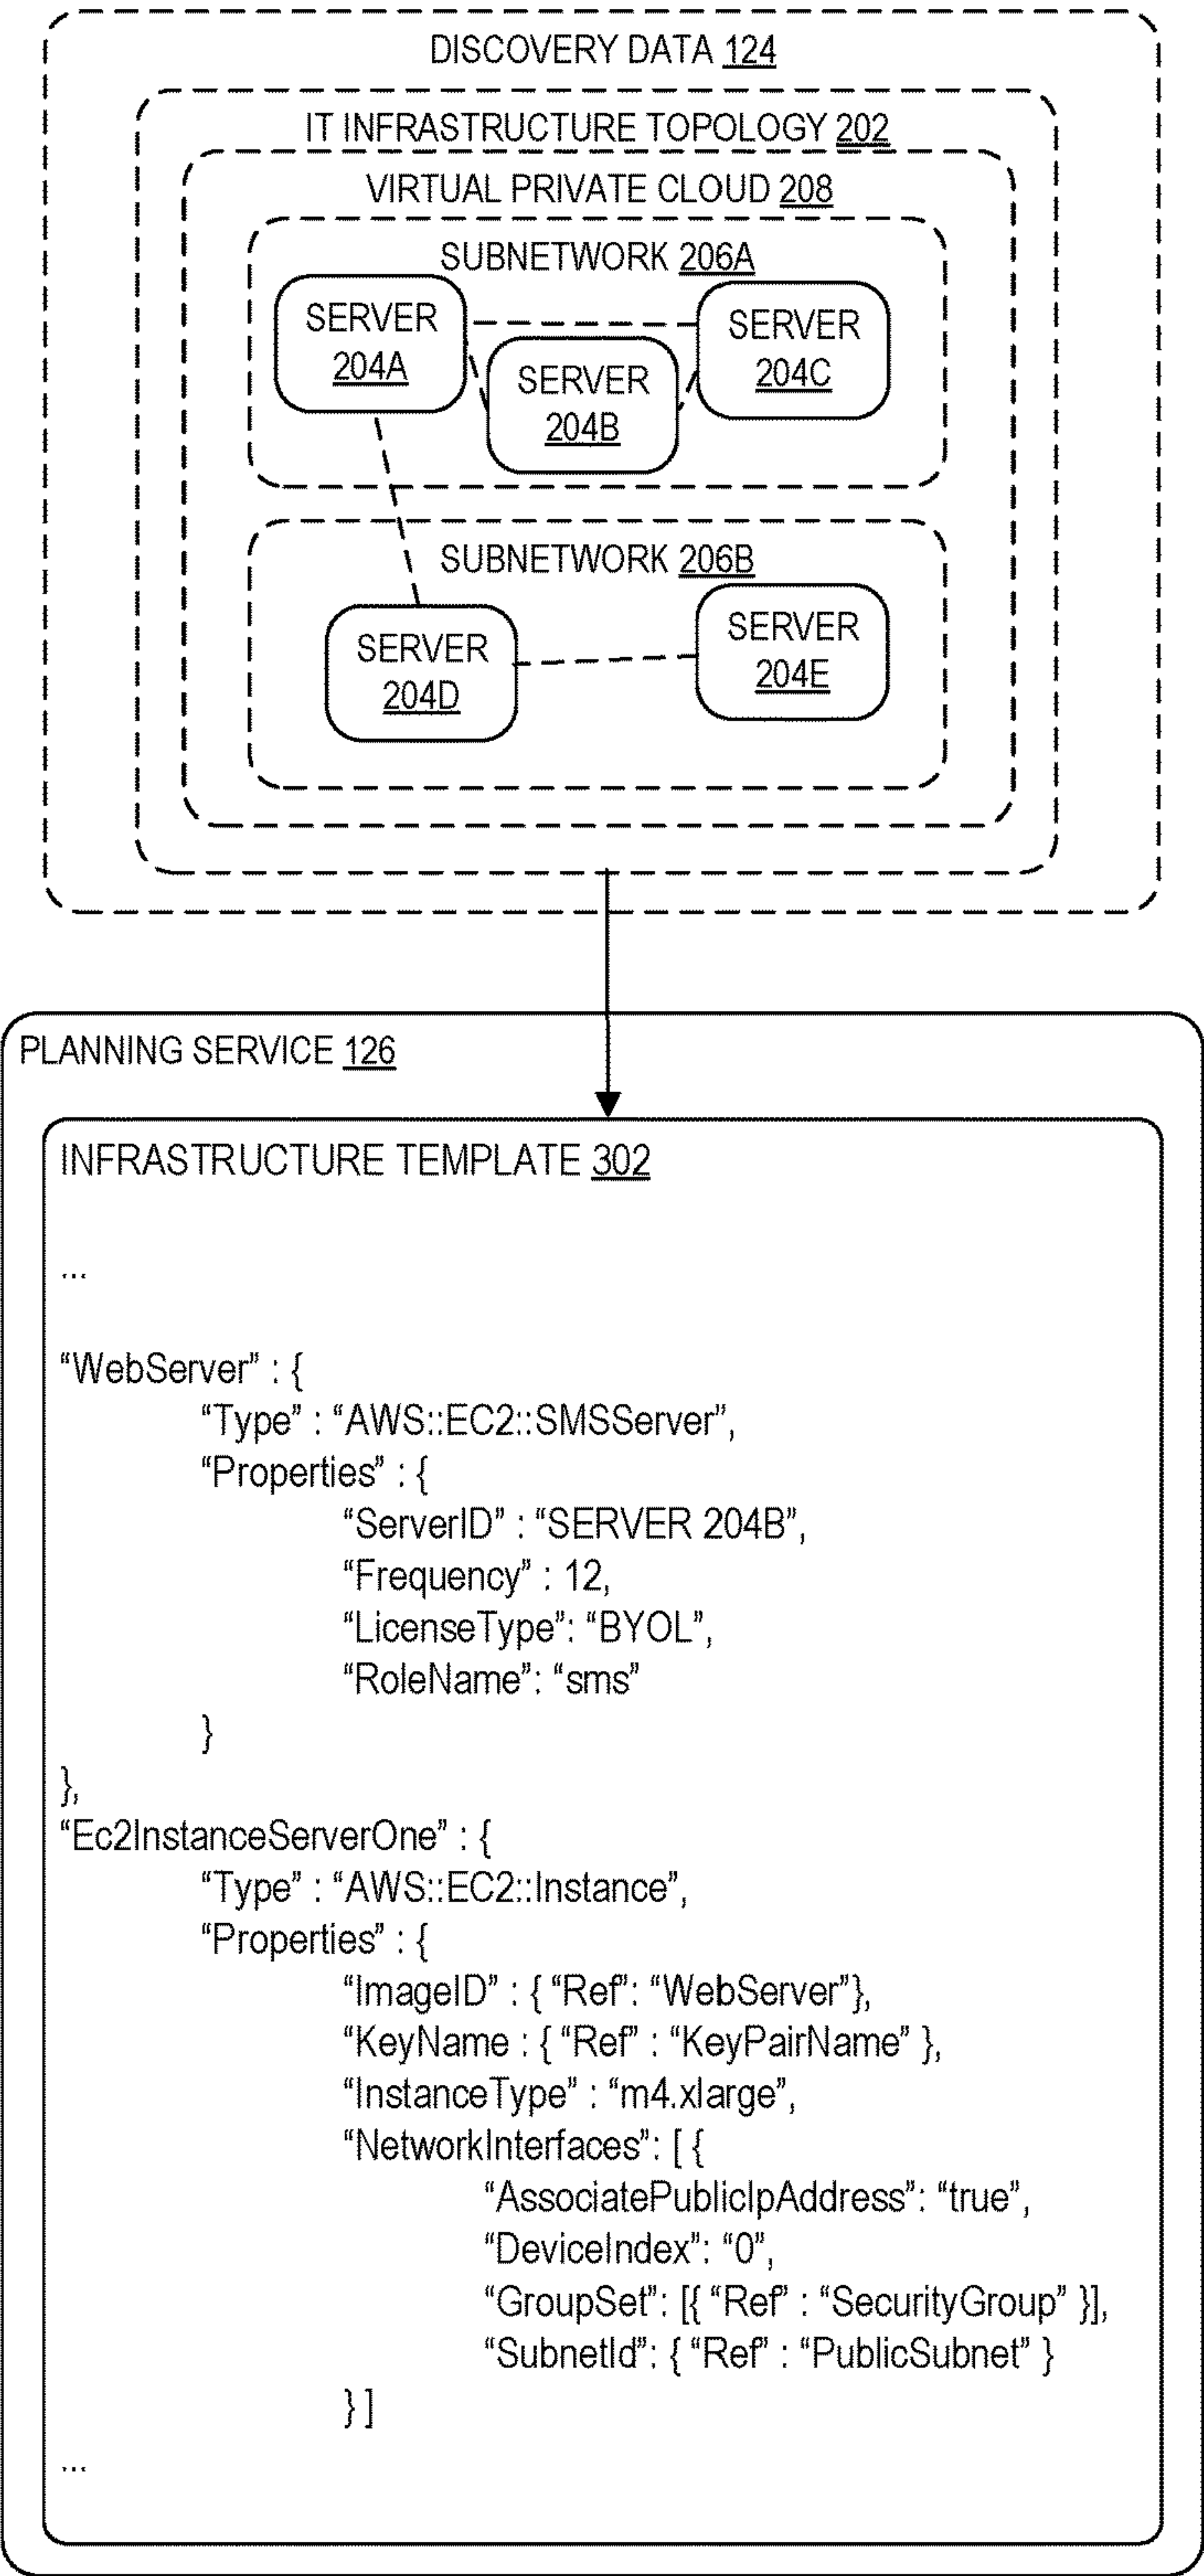 DISCOVERY DATA 124
IT INFRASTRUCTURE TOPOLOGY 202
VIRTUAL PRIVATE CLOUD 208
SUBNETWORK 206A
SERVER
204A
SERVER
204B
SERVER
204C
SUBNETWORK 206B
SERVER
204D
SERVER
204E
PLANNING SERVICE 126
INFRASTRUCTURE TEMPLATE 302
...
“WebServer” : {
“Type” : “AWS::EC2::SMSServer”,
“Properties” : {
“ServerID” : “SERVER 204B”,
“Frequency” : 12,
“LicenseType”: “BYOL”,
“RoleName”: “sms”
}
},
“Ec2InstanceServerOne” : {
“Type” : “AWS::EC2::Instance”,
“Properties” : {
“ImageID” : { “Ref”: “WebServer”},
“KeyName : { “Ref” : “KeyPairName” },
“InstanceType” : “m4.xlarge”,
“NetworkInterfaces”: [ {
“AssociatePublicIpAddress”: “true”,
“DeviceIndex”: “0”,
“GroupSet”: [{ “Ref” : “SecurityGroup” }],
“SubnetId”: { “Ref” : “PublicSubnet” }
} ]
...